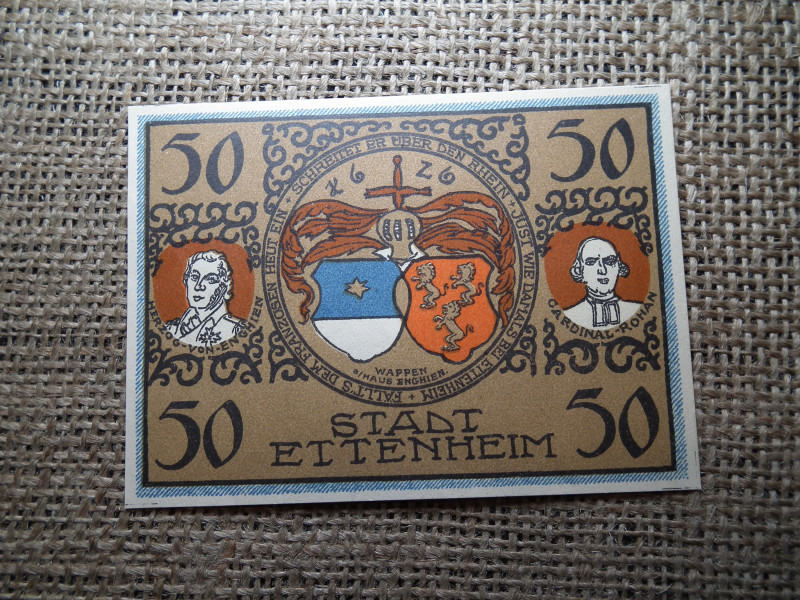 50
50
+ SCHREITET ER ÜBER DEN RHEIN + JUST WIE DAMALS BEI ETTENHEIM + FÄLLT'S DEM FRANZOSEN HEUT EIN
1626
HERZOG-VON-ENGHIEN
CARDINAL-ROHAN
WAPPEN
D/HAUS ENGHIEN.
50
STADT
ETTENHEIM
50